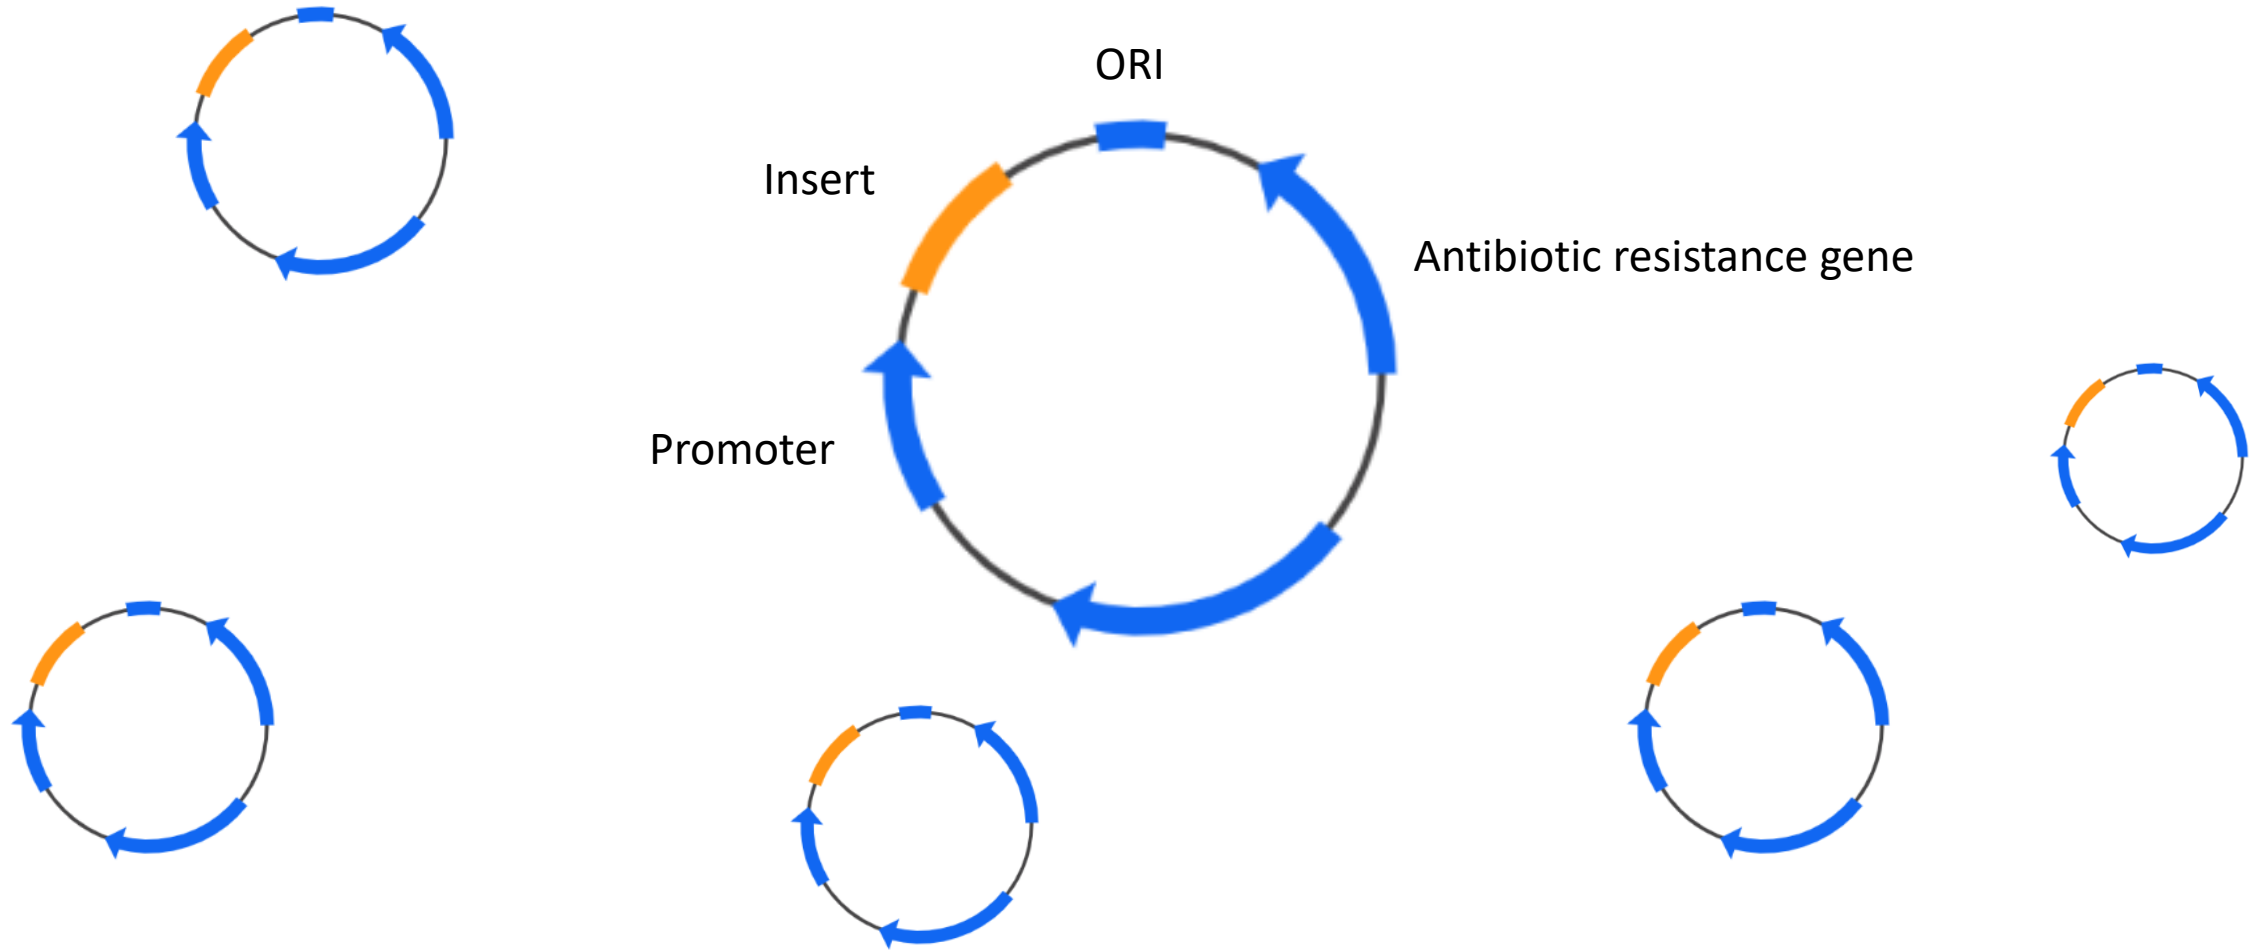 ORI
Insert
Antibiotic resistance gene
Promoter